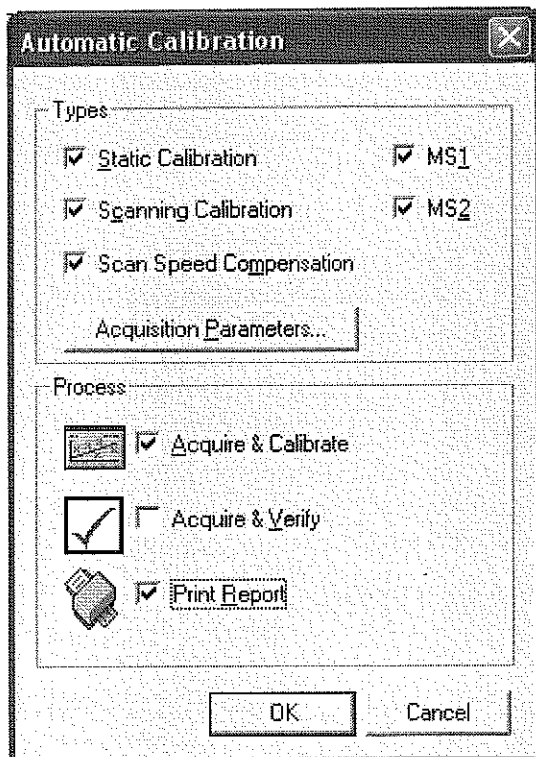 Automatic Calibration
Types
Static Calibration
MS1
Scanning Calibration
MS2
Scan Speed Compensation
Acquisition Parameters...
Process
Acquire & Calibrate
Acquire & Verify
Print Report
OK
Cancel